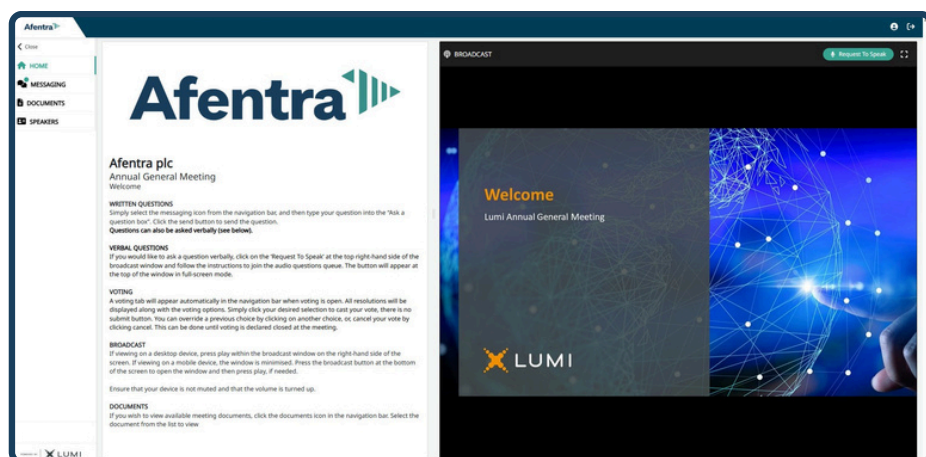 Afentra
Close
HOME
MESSAGING
DOCUMENTS
SPEAKERS
Afentra
Afentra plc
Annual General Meeting
Welcome
WRITTEN QUESTIONS
Simply select the messaging icon from the navigation bar, and then type your question into the "Ask a
question box". Click the send button to send the question.
Questions can also be asked verbally (see below).
VERBAL QUESTIONS
If you would like to ask a question verbally, click on the 'Request To Speak' at the top right-hand side of the
broadcast window and follow the instructions to join the audio questions queue. The button will appear at
the top of the window in full-screen mode.
VOTING
A voting tab will appear automatically in the navigation bar when voting is open. All resolutions will be
displayed along with the voting options. Simply click your desired selection to cast your vote, there is no
submit button. You can override a previous choice by clicking on another choice, or, cancel your vote by
clicking cancel. This can be done until voting is declared closed at the meeting.
BROADCAST
If viewing on a desktop device, press play within the broadcast window on the right-hand side of the
screen. If viewing on a mobile device, the window is minimised. Press the broadcast button at the bottom
of the screen to open the window and then press play, if needed.
Ensure that your device is not muted and that the volume is turned up.
DOCUMENTS
If you wish to view available meeting documents, click the documents icon in the navigation bar. Select the
document from the list to view
LUMI
BROADCAST
Request To Speak
Welcome
Lumi Annual General Meeting
LUMI